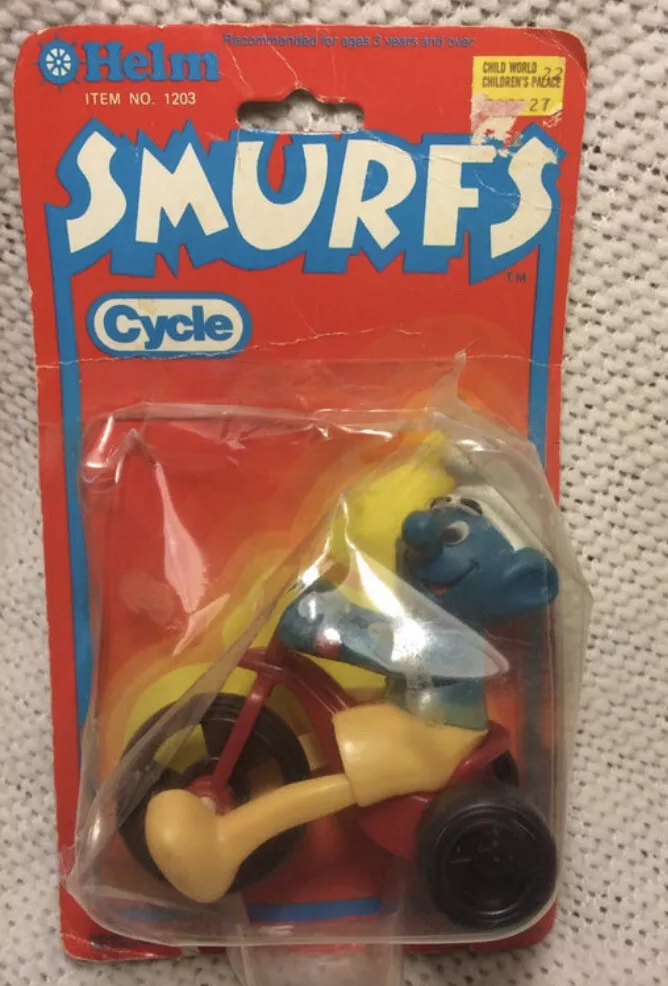 Helm
Recommended for ages 3 years and over
ITEM NO. 1203
CHILD WORLD 22
CHILDREN'S PALACE
27
SMURFS
TM
Cycle